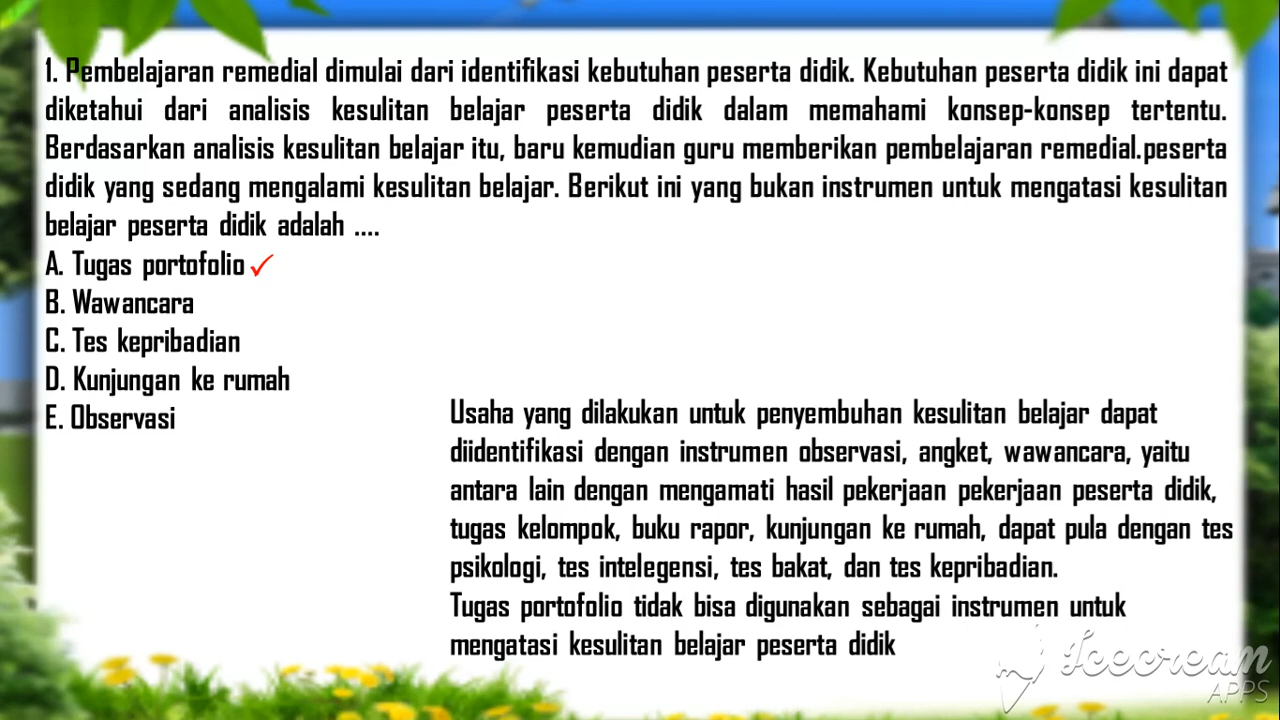 1. Pembelajaran remedial dimulai dari identifikasi kebutuhan peserta didik. Kebutuhan peserta didik ini dapat
diketahui dari analisis kesulitan belajar peserta didik dalam memahami konsep-konsep tertentu.
Berdasarkan analisis kesulitan belajar itu, baru kemudian guru memberikan pembelajaran remedial.peserta
didik yang sedang mengalami kesulitan belajar. Berikut ini yang bukan instrumen untuk mengatasi kesulitan
belajar peserta didik adalah ....
A. Tugas portofolio ✓
B. Wawancara
C. Tes kepribadian
D. Kunjungan ke rumah
E. Observasi
Usaha yang dilakukan untuk penyembuhan kesulitan belajar dapat
diidentifikasi dengan instrumen observasi, angket, wawancara, yaitu
antara lain dengan mengamati hasil pekerjaan pekerjaan peserta didik,
tugas kelompok, buku rapor, kunjungan ke rumah, dapat pula dengan tes
psikologi, tes intelegensi, tes bakat, dan tes kepribadian.
Tugas portofolio tidak bisa digunakan sebagai instrumen untuk
mengatasi kesulitan belajar peserta didik
Icecream
APPS